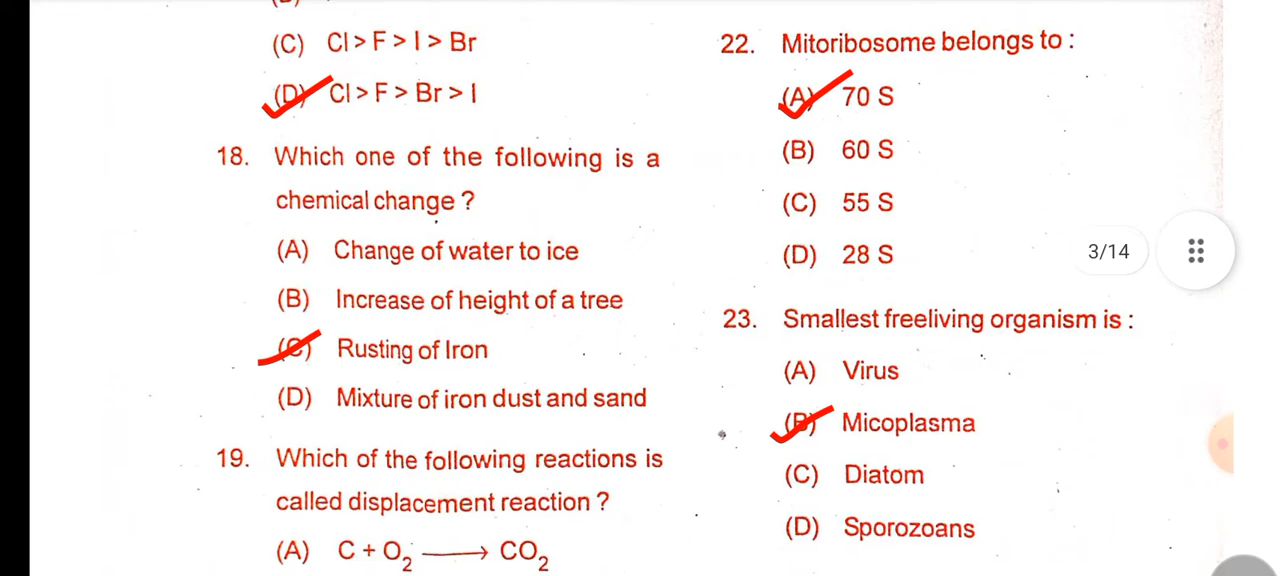 (C) Cl > F > I > Br
(D) Cl > F > Br > I
18. Which one of the following is a
chemical change ?
(A) Change of water to ice
(B) Increase of height of a tree
(C) Rusting of Iron
(D) Mixture of iron dust and sand
19. Which of the following reactions is
called displacement reaction ?
(A) C + O₂ ⟶ CO₂
22. Mitoribosome belongs to :
(A) 70 S
(B) 60 S
(C) 55 S
(D) 28 S
23. Smallest freeliving organism is :
(A) Virus
(B) Micoplasma
(C) Diatom
(D) Sporozoans
3/14